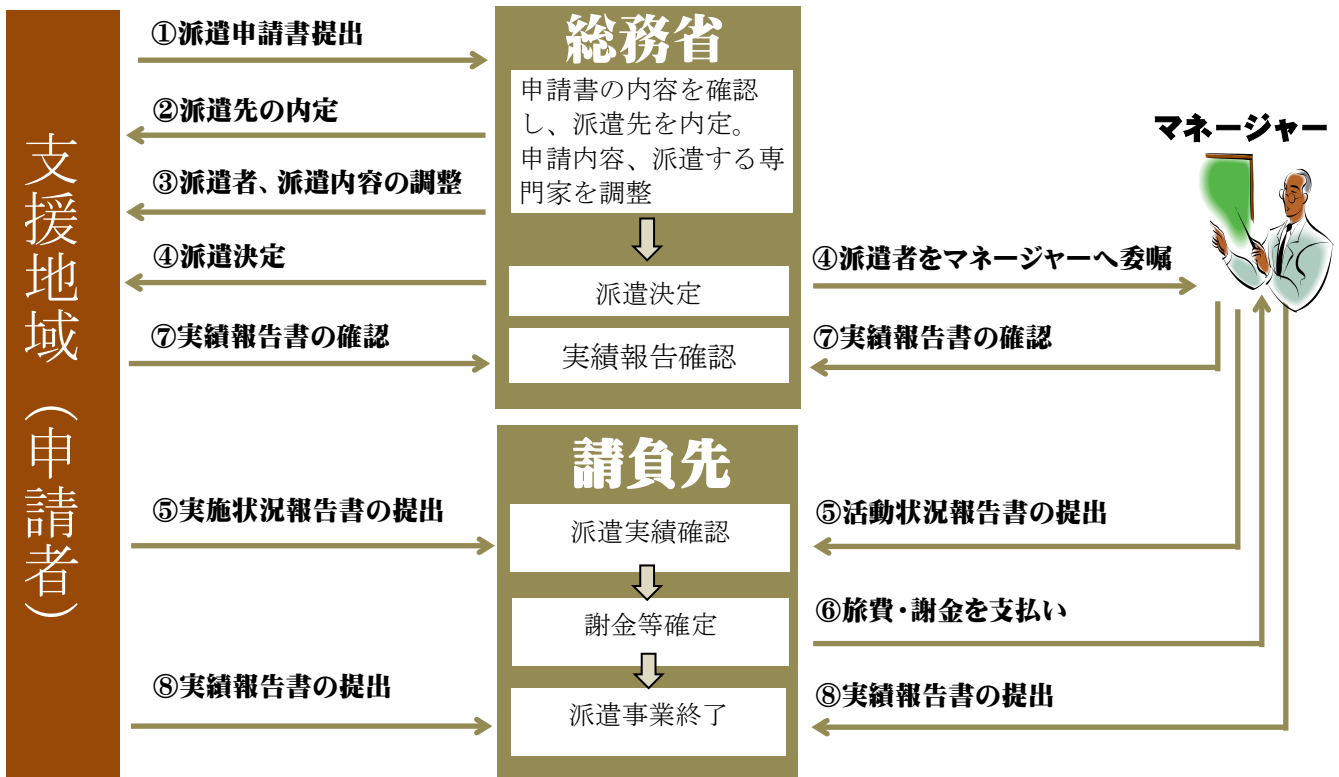 支援地域（申請者）
①派遣申請書提出
②派遣先の内定
③派遣者、派遣内容の調整
④派遣決定
⑦実績報告書の確認
⑤実施状況報告書の提出
⑧実績報告書の提出
総務省
申請書の内容を確認
し、派遣先を内定。
申請内容、派遣する専
門家を調整
派遣決定
実績報告確認
請負先
派遣実績確認
謝金等確定
派遣事業終了
マネージャー
④派遣者をマネージャーへ委嘱
⑦実績報告書の確認
⑤活動状況報告書の提出
⑥旅費・謝金を支払い
⑧実績報告書の提出